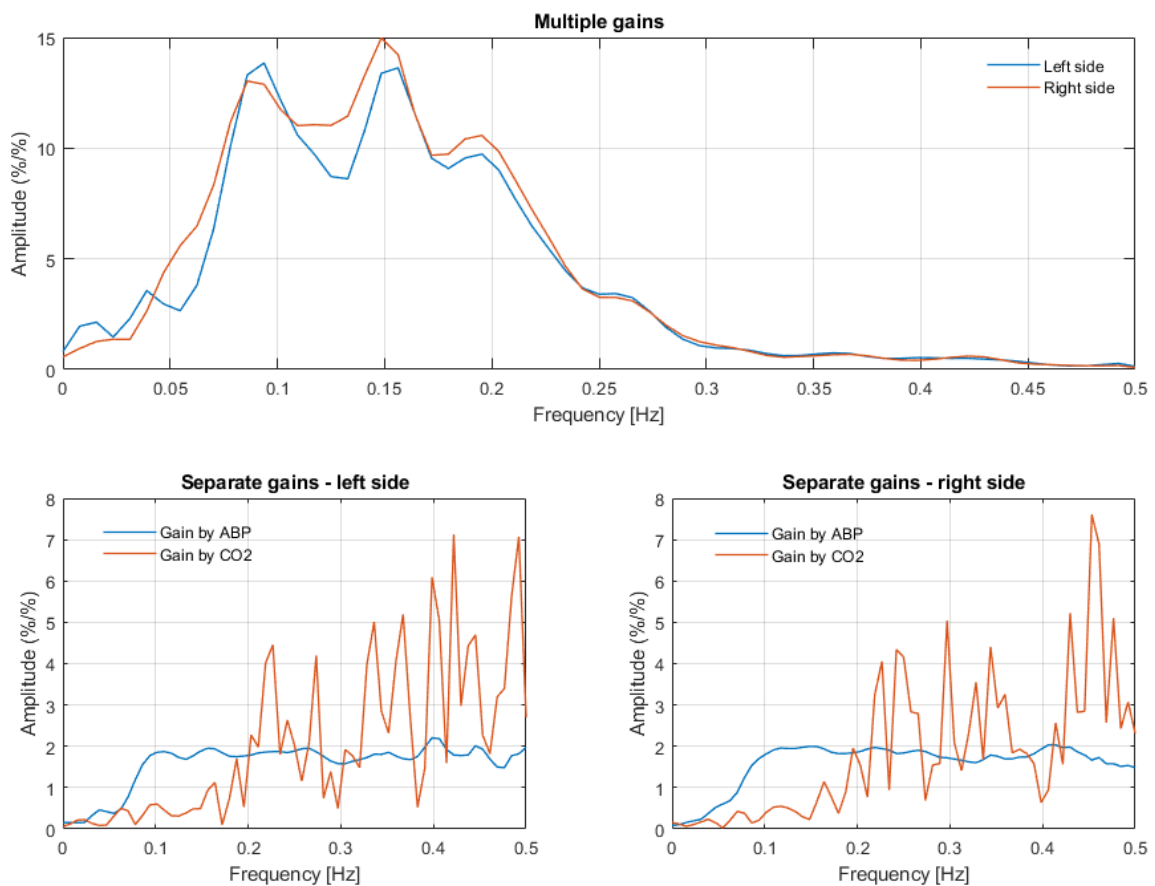 Multiple gains
15
10
5
0
Amplitude (%/%)
Left side
Right side
0 0.05 0.1 0.15 0.2 0.25 0.3 0.35 0.4 0.45 0.5
Frequency [Hz]
Separate gains - left side
8
7
6
5
4
3
2
1
0
Amplitude (%/%)
Gain by ABP
Gain by CO2
0 0.1 0.2 0.3 0.4 0.5
Frequency [Hz]
Separate gains - right side
8
7
6
5
4
3
2
1
0
Amplitude (%/%)
Gain by ABP
Gain by CO2
0 0.1 0.2 0.3 0.4 0.5
Frequency [Hz]